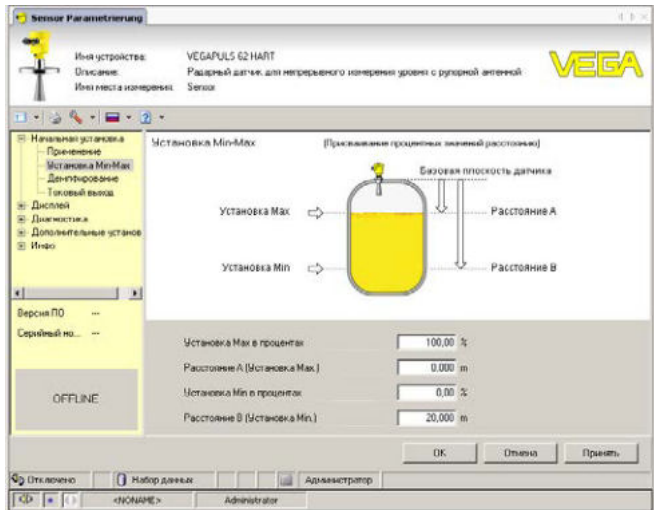 Sensor Parametrierung
Имя устройства: VEGAPULS 62 HART
Описание: Радарный датчик для непрерывного измерения уровня с рупорной антенной
Имя места измерения: Sensor
VEGA
Начальная установка
Применение
Установка Min-Max
Демпфирование
Токовый выход
Дисплей
Диагностика
Дополнительные установ
Инфо
Версия ПО ---
Серийный но... ---
OFFLINE
Установка Min-Max (Присваивание процентных значений расстоянию)
Базовая плоскость датчика
Установка Max Расстояние A
Установка Min Расстояние B
Установка Max в процентах 100,00 %
Расстояние A (Установка Max.) 0,000 m
Установка Min в процентах 0,00 %
Расстояние B (Установка Min.) 20,000 m
OK Отмена Принять
Отключено Набор данных Администратор
<NONAME> Administrator